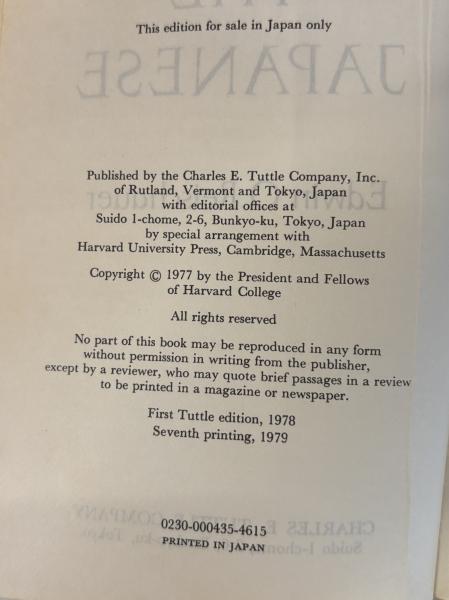 This edition for sale in Japan only
THE
JAPANESE
Published by the Charles E. Tuttle Company, Inc.
of Rutland, Vermont and Tokyo, Japan
with editorial offices at
Suido 1-chome, 2-6, Bunkyo-ku, Tokyo, Japan
by special arrangement with
Harvard University Press, Cambridge, Massachusetts
Copyright © 1977 by the President and Fellows
of Harvard College
All rights reserved
No part of this book may be reproduced in any form
without permission in writing from the publisher,
except by a reviewer, who may quote brief passages in a review
to be printed in a magazine or newspaper.
First Tuttle edition, 1978
Seventh printing, 1979
CHARLES E. TUTTLE COMPANY
0230-000435-4615
PRINTED IN JAPAN